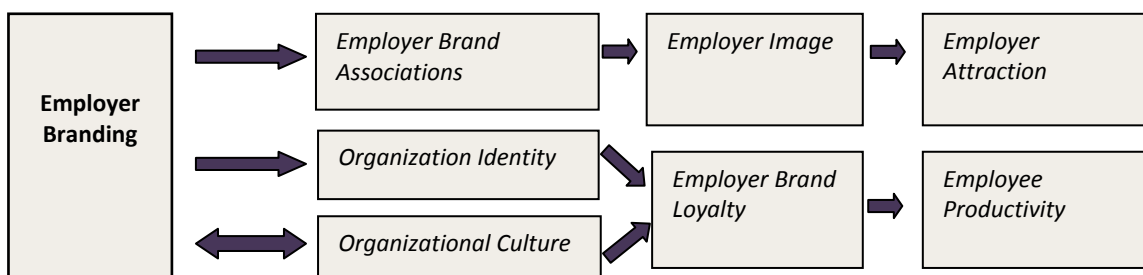 Employer
Branding
Employer Brand
Associations
Employer Image
Employer
Attraction
Organization Identity
Organizational Culture
Employer Brand
Loyalty
Employee
Productivity